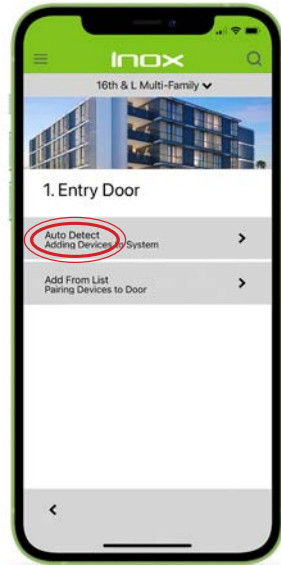 INOX
16th & L Multi-Family
1. Entry Door
Auto Detect
Adding Devices to System
Add From List
Pairing Devices to Door